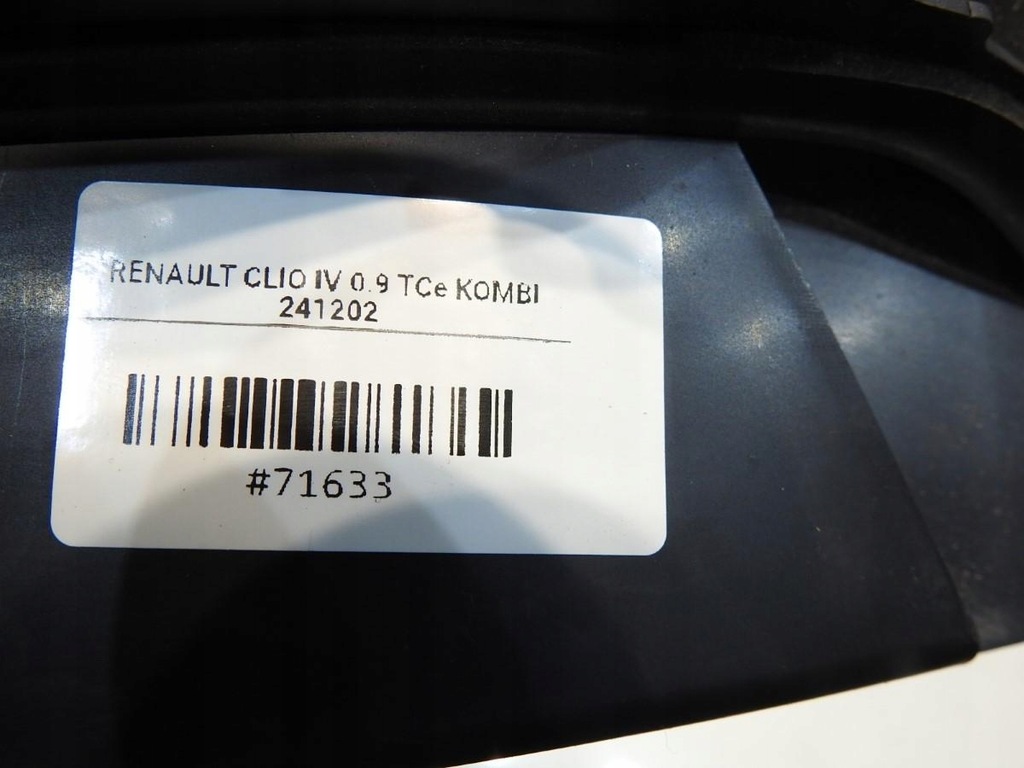 RENAULT CLIO IV 0.9 TCe KOMBI
241202
#71633